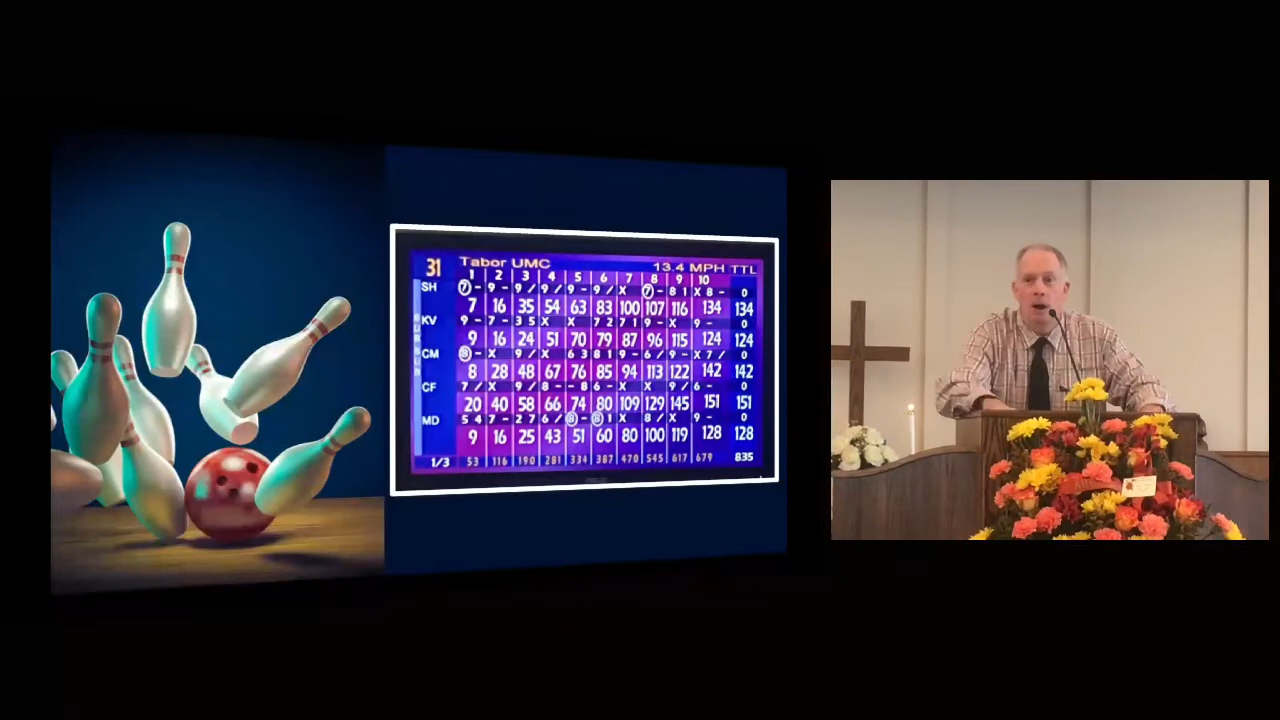 31 Tabor UMC 13.4 MPH TTL
1 2 3 4 5 6 7 8 9 10
SH 7 - 9 - 9 / 9 / 9 - 9 / X 7 - 8 1 X 8 - 0
7 16 35 54 63 83 100 107 116 134 134
KV 9 - 7 - 3 5 X X 7 2 7 1 9 - X 9 - 0
9 16 24 51 70 79 87 96 115 124 124
CM 8 - X 9 / X 6 3 8 1 9 - 6 / 9 - X 7 / 0
8 28 48 67 76 85 94 113 122 142 142
CF 7 / X 9 / 8 - - 8 6 - X X 9 / 6 - 0
20 40 58 66 74 80 109 129 145 151 151
MD 5 4 7 - 2 7 6 / 8 - 8 1 X 8 / X 9 - 0
9 16 25 43 51 60 80 100 119 128 128
1/3 53 116 190 281 334 387 470 545 617 679 835